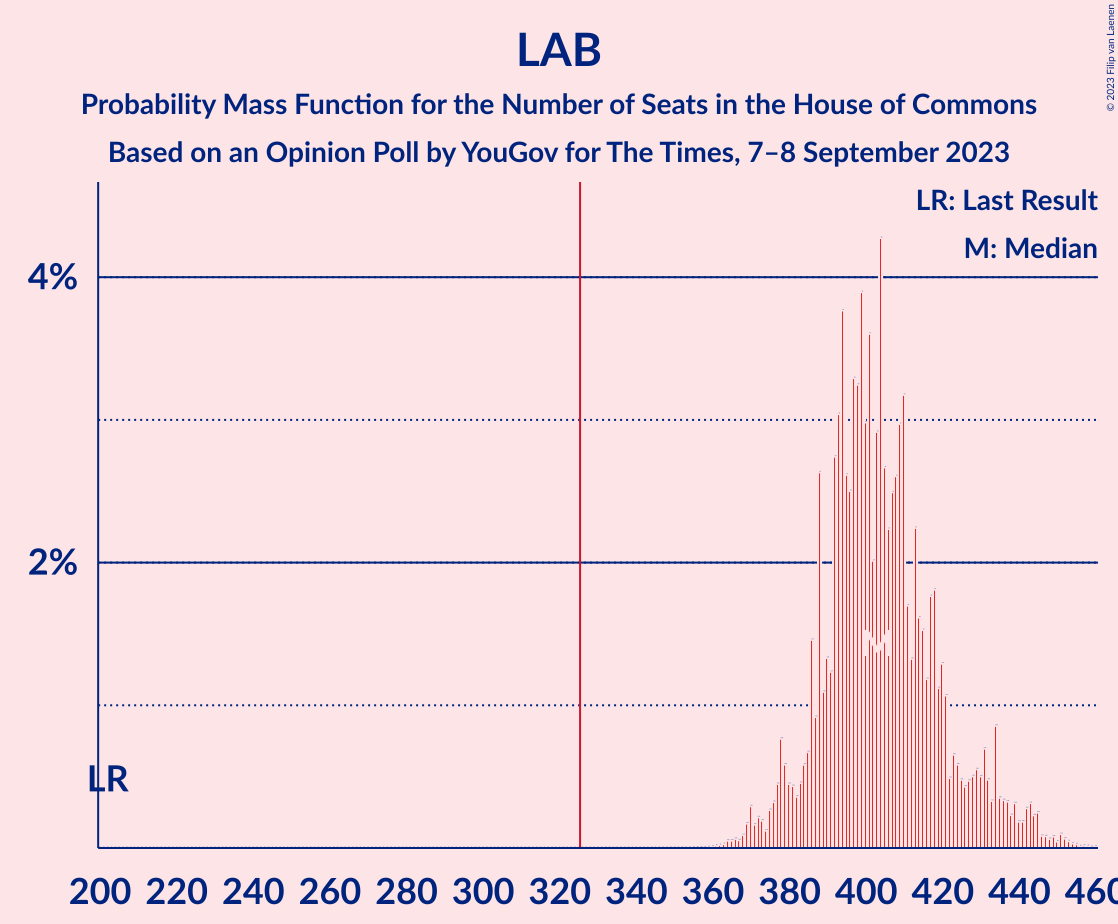 LAB
Probability Mass Function for the Number of Seats in the House of Commons
Based on an Opinion Poll by YouGov for The Times, 7–8 September 2023
© 2023 Filip van Laenen
LR: Last Result
M: Median
4%
2%
LR
M
200 220 240 260 280 300 320 340 360 380 400 420 440 460